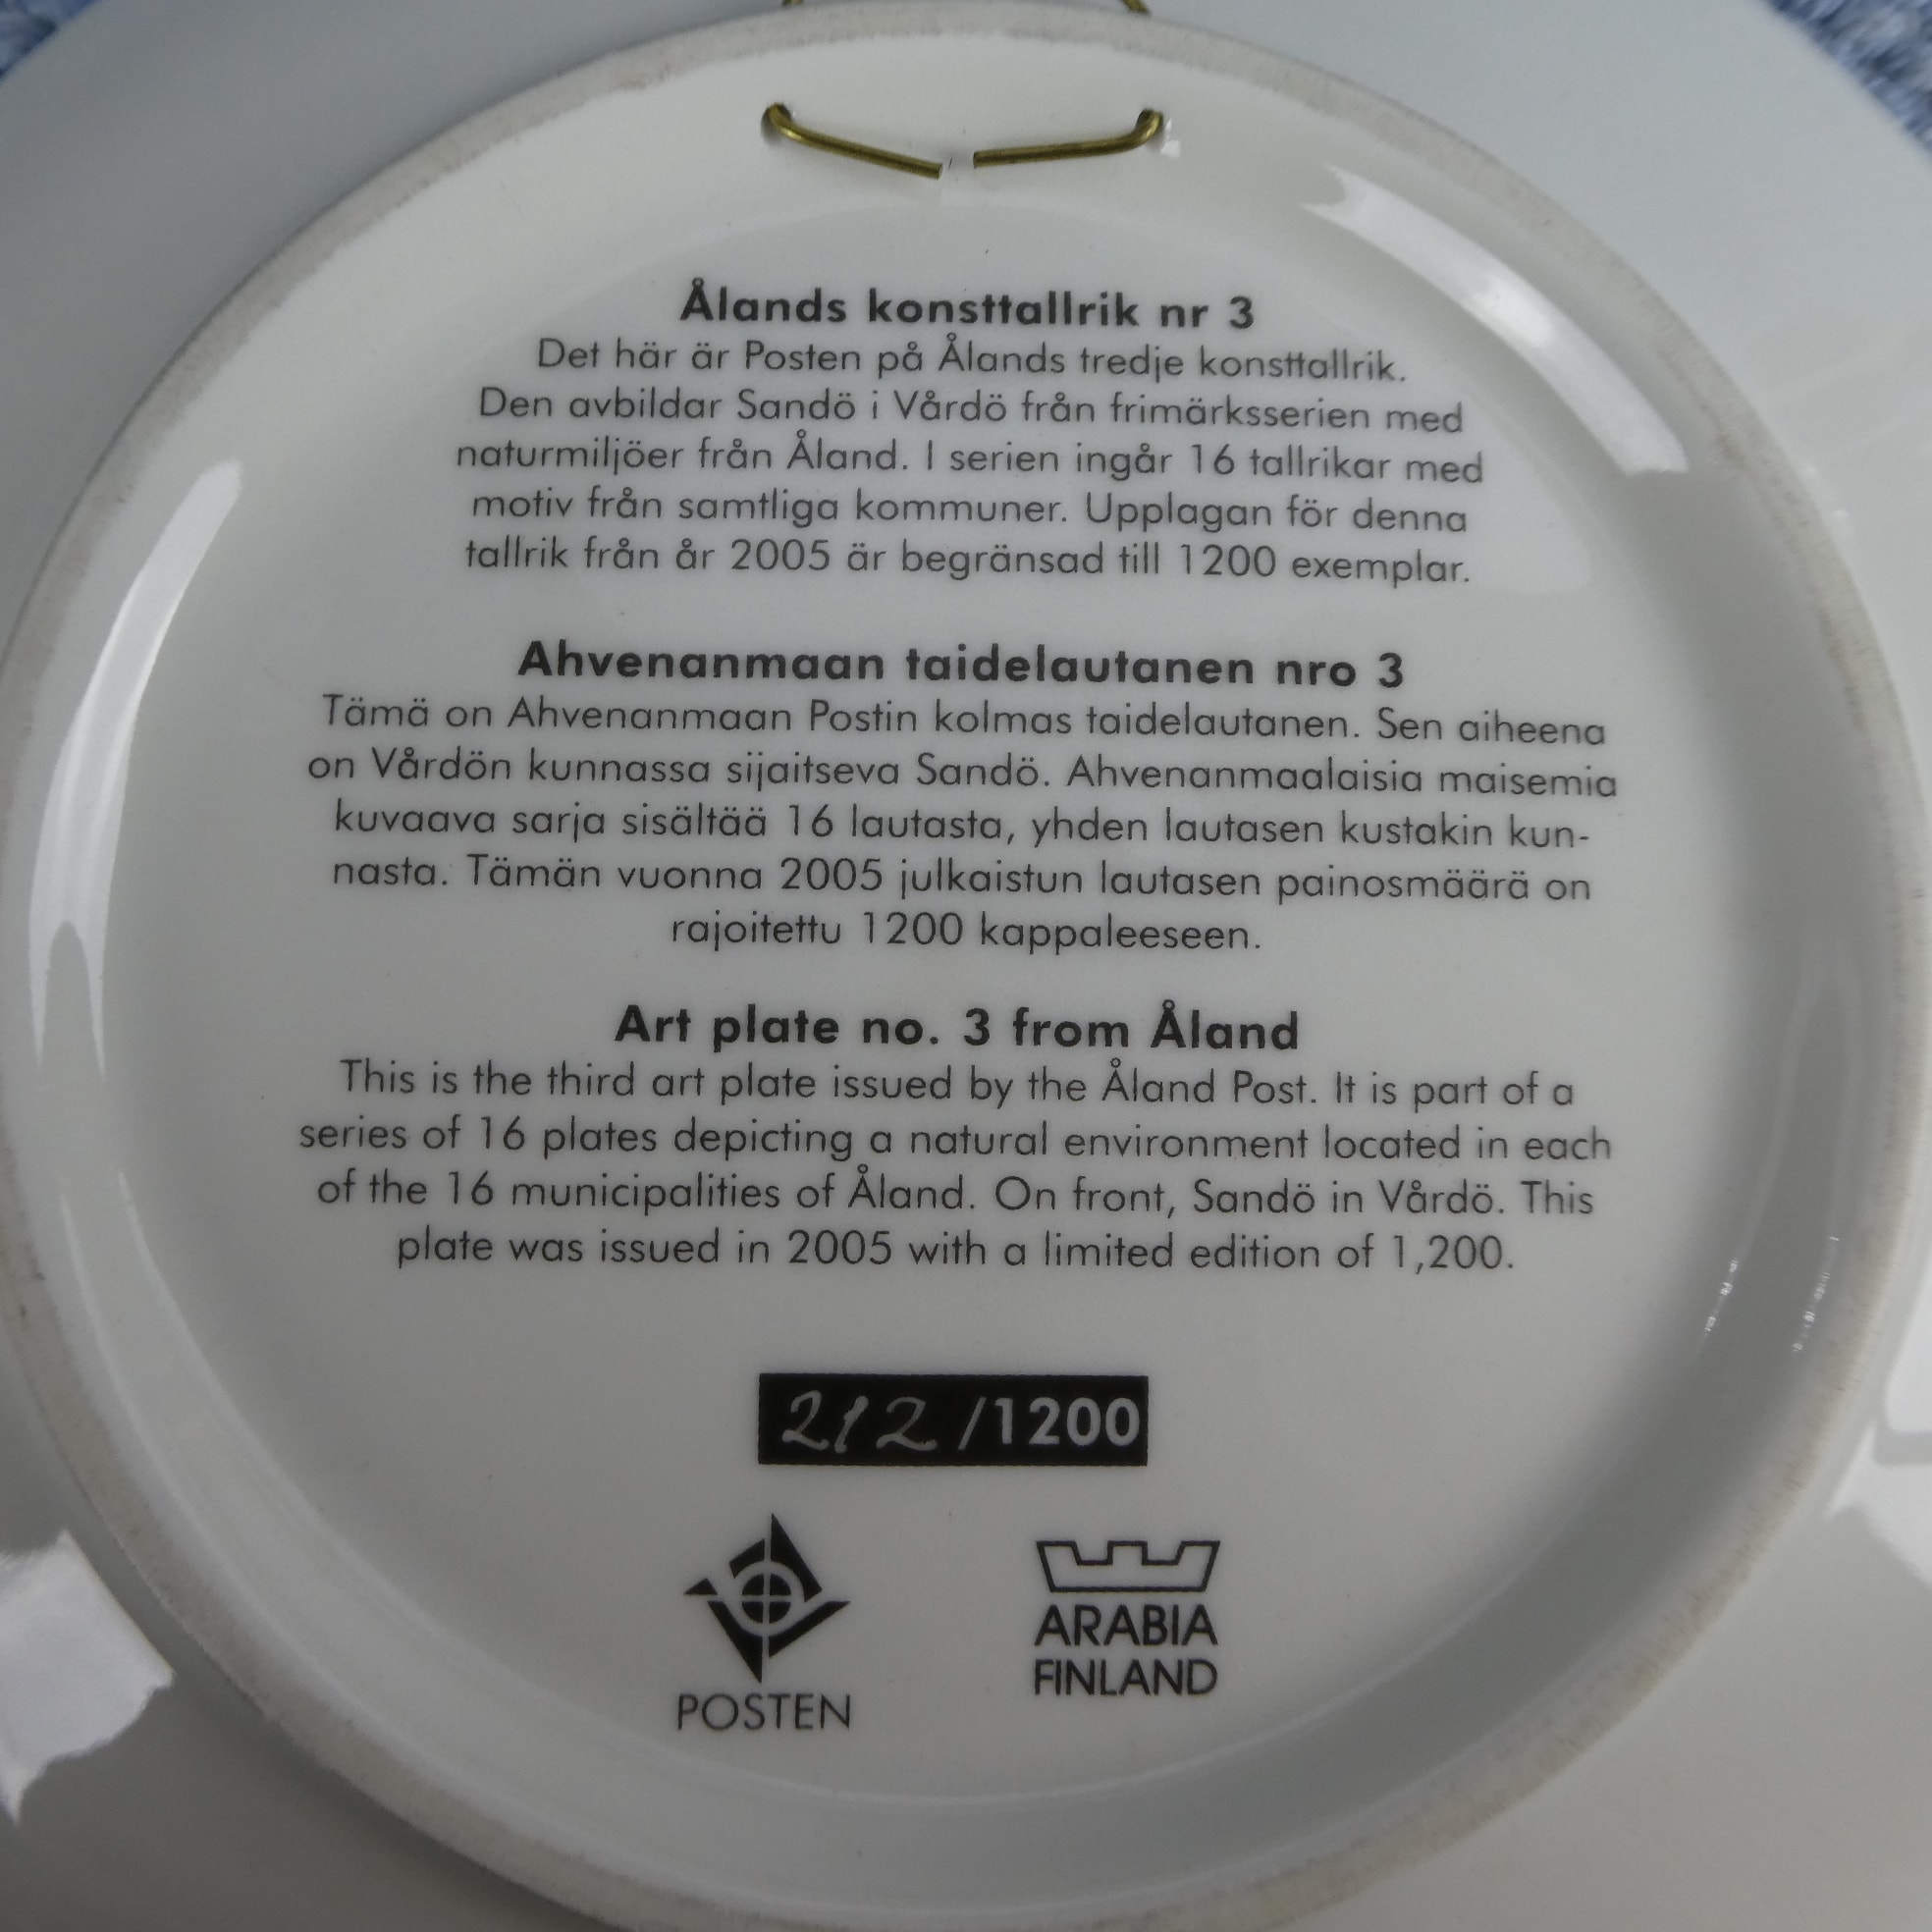 Ålands konsttallrik nr 3
Det här är Posten på Ålands tredje konsttallrik.
Den avbildar Sandö i Vårdö från frimärksserien med
naturmiljöer från Åland. I serien ingår 16 tallrikar med
motiv från samtliga kommuner. Upplagan för denna
tallrik från år 2005 är begränsad till 1200 exemplar.
Ahvenanmaan taidelautanen nro 3
Tämä on Ahvenanmaan Postin kolmas taidelautanen. Sen aiheena
on Vårdön kunnassa sijaitseva Sandö. Ahvenanmaalaisia maisemia
kuvaava sarja sisältää 16 lautasta, yhden lautasen kustakin kun-
nasta. Tämän vuonna 2005 julkaistun lautasen painosmäärä on
rajoitettu 1200 kappaleeseen.
Art plate no. 3 from Åland
This is the third art plate issued by the Åland Post. It is part of a
series of 16 plates depicting a natural environment located in each
of the 16 municipalities of Åland. On front, Sandö in Vårdö. This
plate was issued in 2005 with a limited edition of 1,200.
212/1200
POSTEN
ARABIA
FINLAND